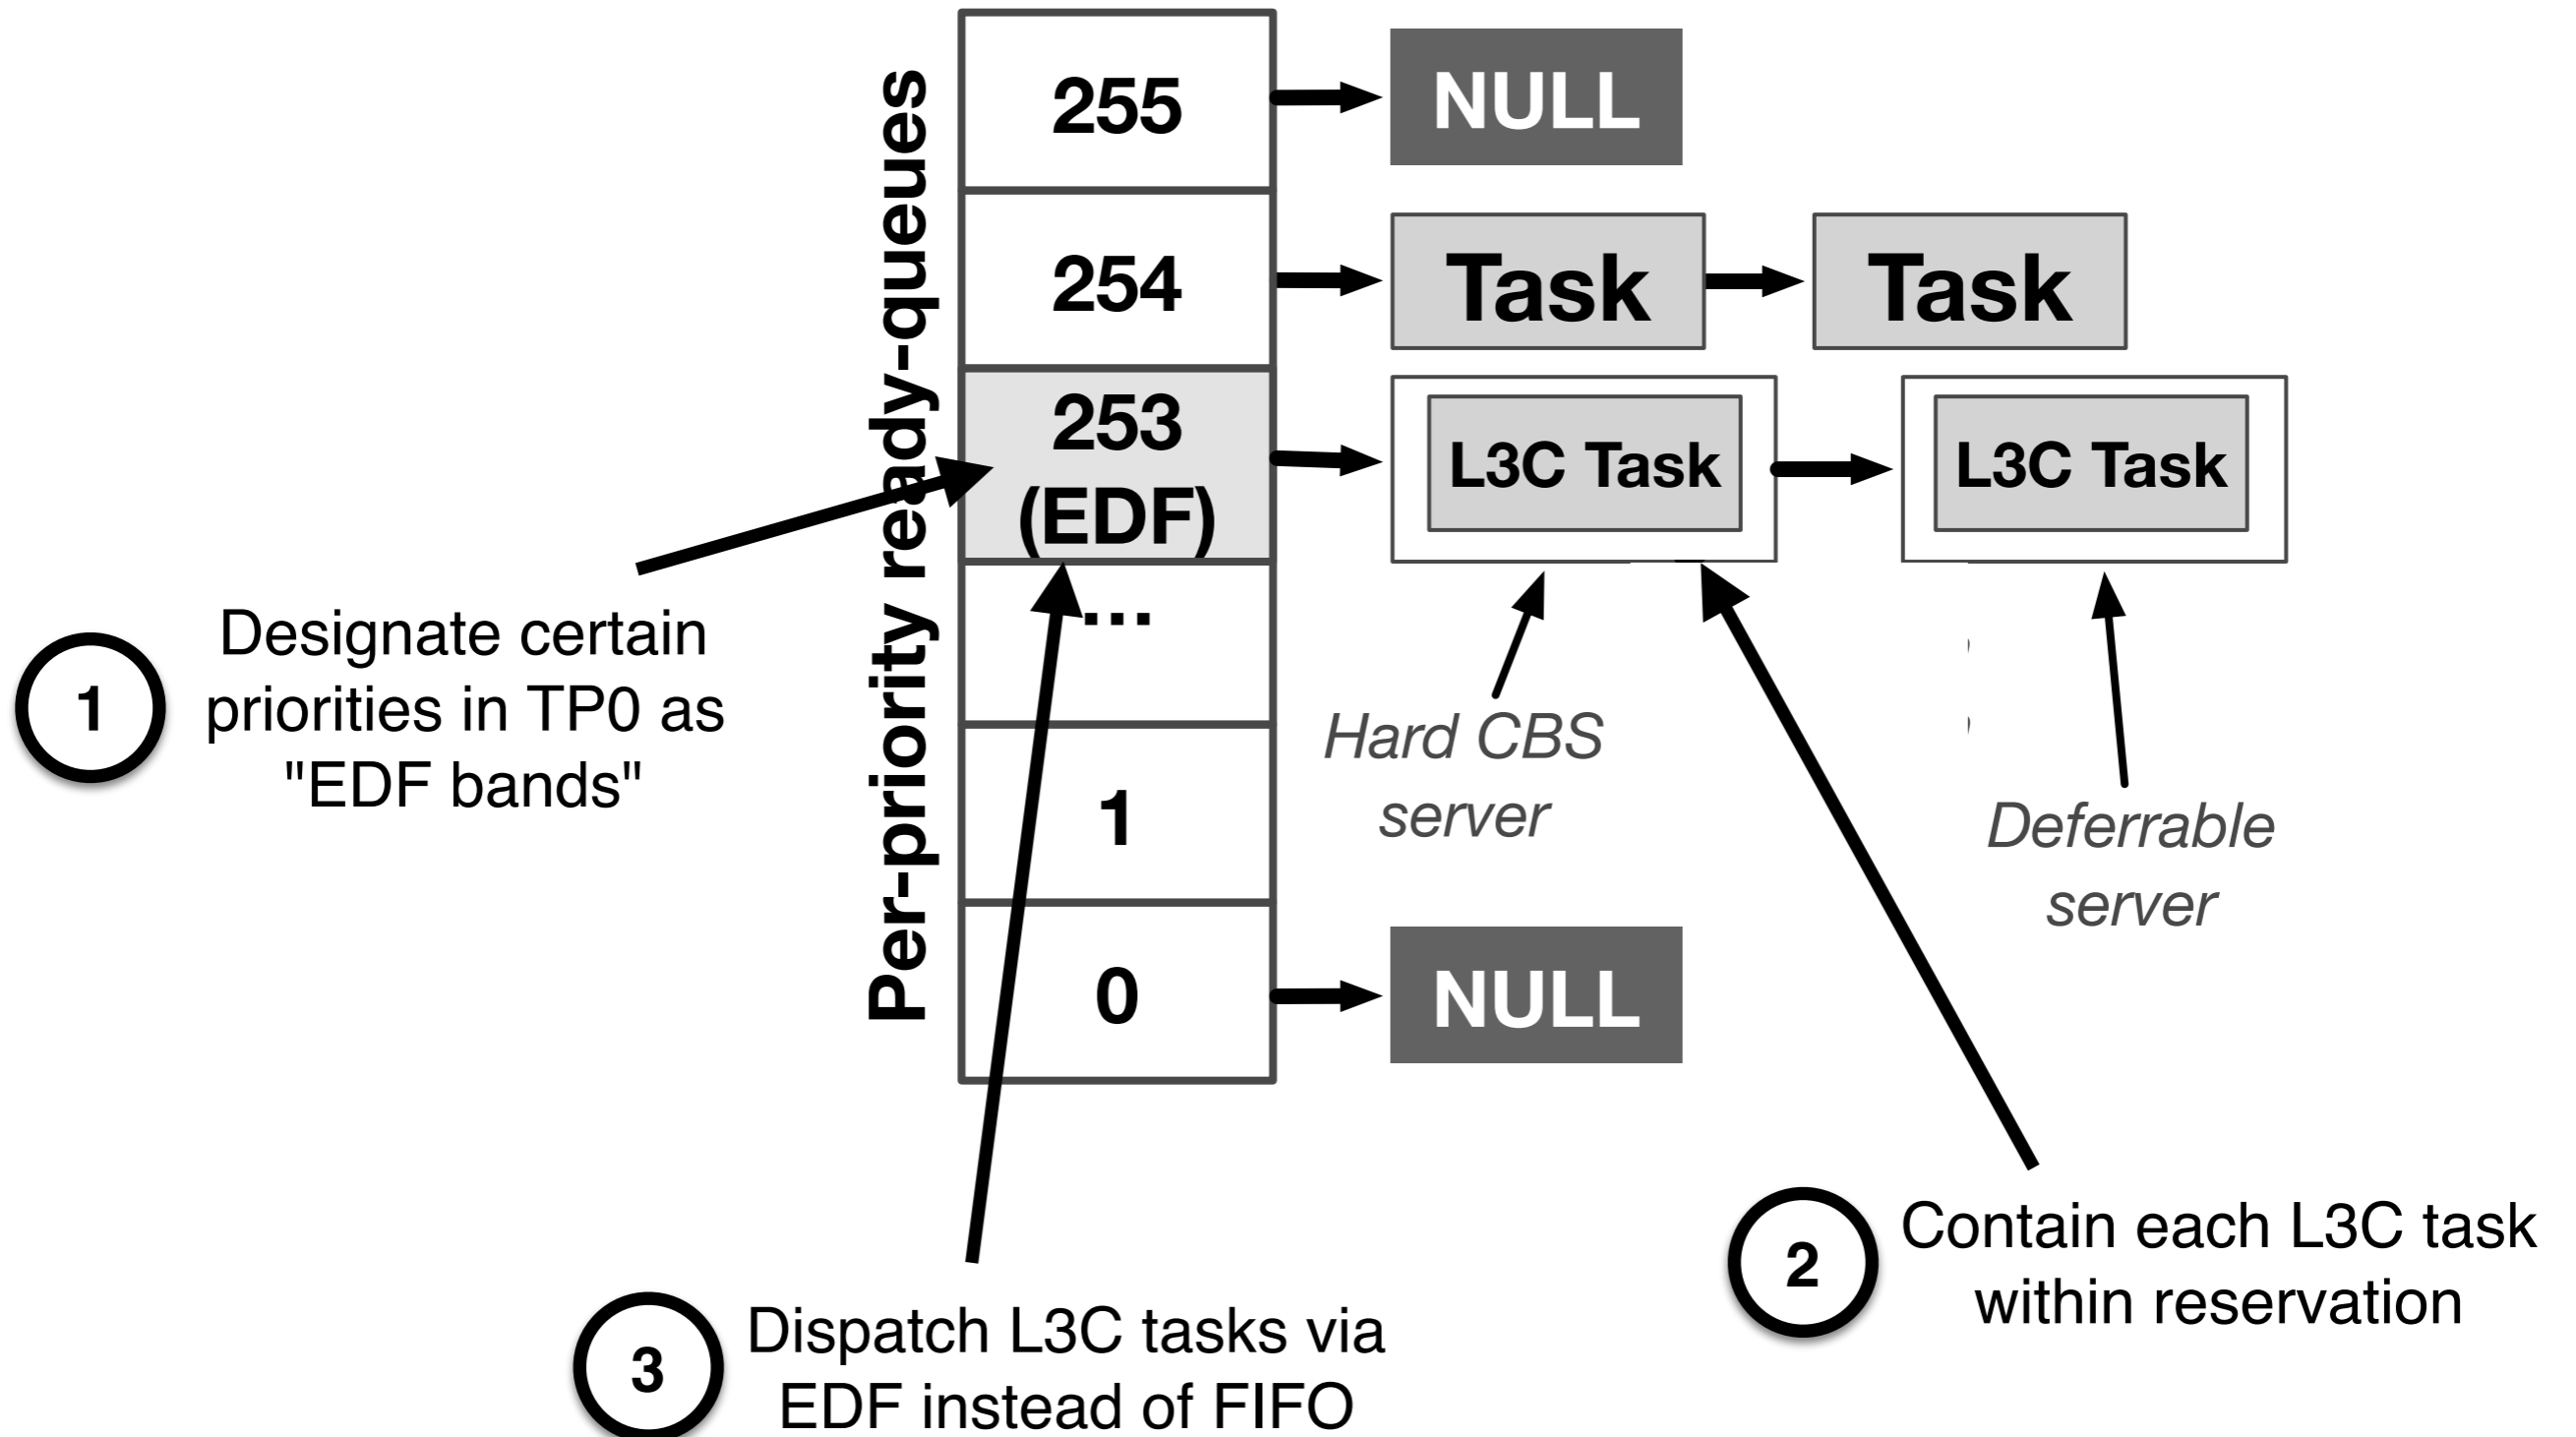 Per-priority ready-queues
255
NULL
254
Task
Task
253
(EDF)
L3C Task
L3C Task
...
1
0
NULL
Hard CBS
server
Deferrable
server
1
Designate certain
priorities in TP0 as
"EDF bands"
2
Contain each L3C task
within reservation
3
Dispatch L3C tasks via
EDF instead of FIFO